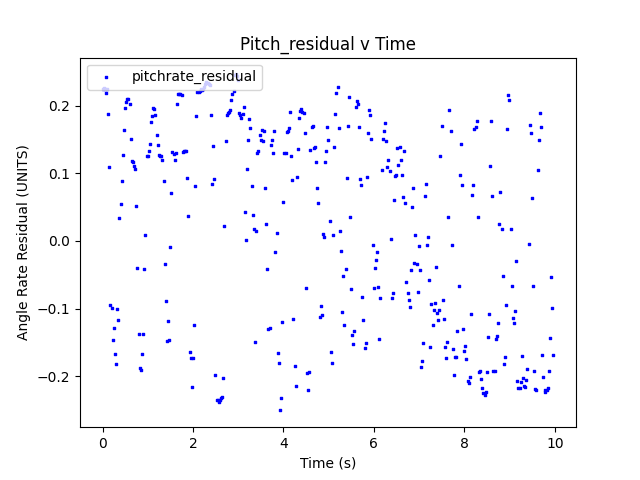 Pitch_residual v Time
pitchrate_residual
Angle Rate Residual (UNITS)
0.2
0.1
0.0
−0.1
−0.2
0 2 4 6 8 10
Time (s)